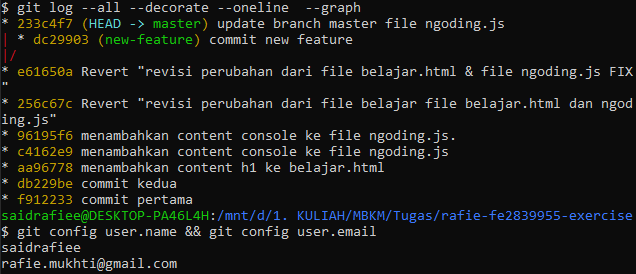 $ git log --all --decorate --oneline  --graph
* 233c4f7 (HEAD -> master) update branch master file ngoding.js
| * dc29903 (new-feature) commit new feature
|/
* e61650a Revert "revisi perubahan dari file belajar.html & file ngoding.js FIX
"
* 256c67c Revert "revisi perubahan dari file belajar file belajar.html dan ngod
ing.js"
* 96195f6 menambahkan content console ke file ngoding.js.
* c4162e9 menambahkan content console ke file ngoding.js
* aa96778 menambahkan content h1 ke belajar.html
* db229be commit kedua
* f912233 commit pertama
saidrafiee@DESKTOP-PA46L4H:/mnt/d/1. KULIAH/MBKM/Tugas/rafie-fe2839955-exercise
$ git config user.name && git config user.email
saidrafiee
rafie.mukhti@gmail.com